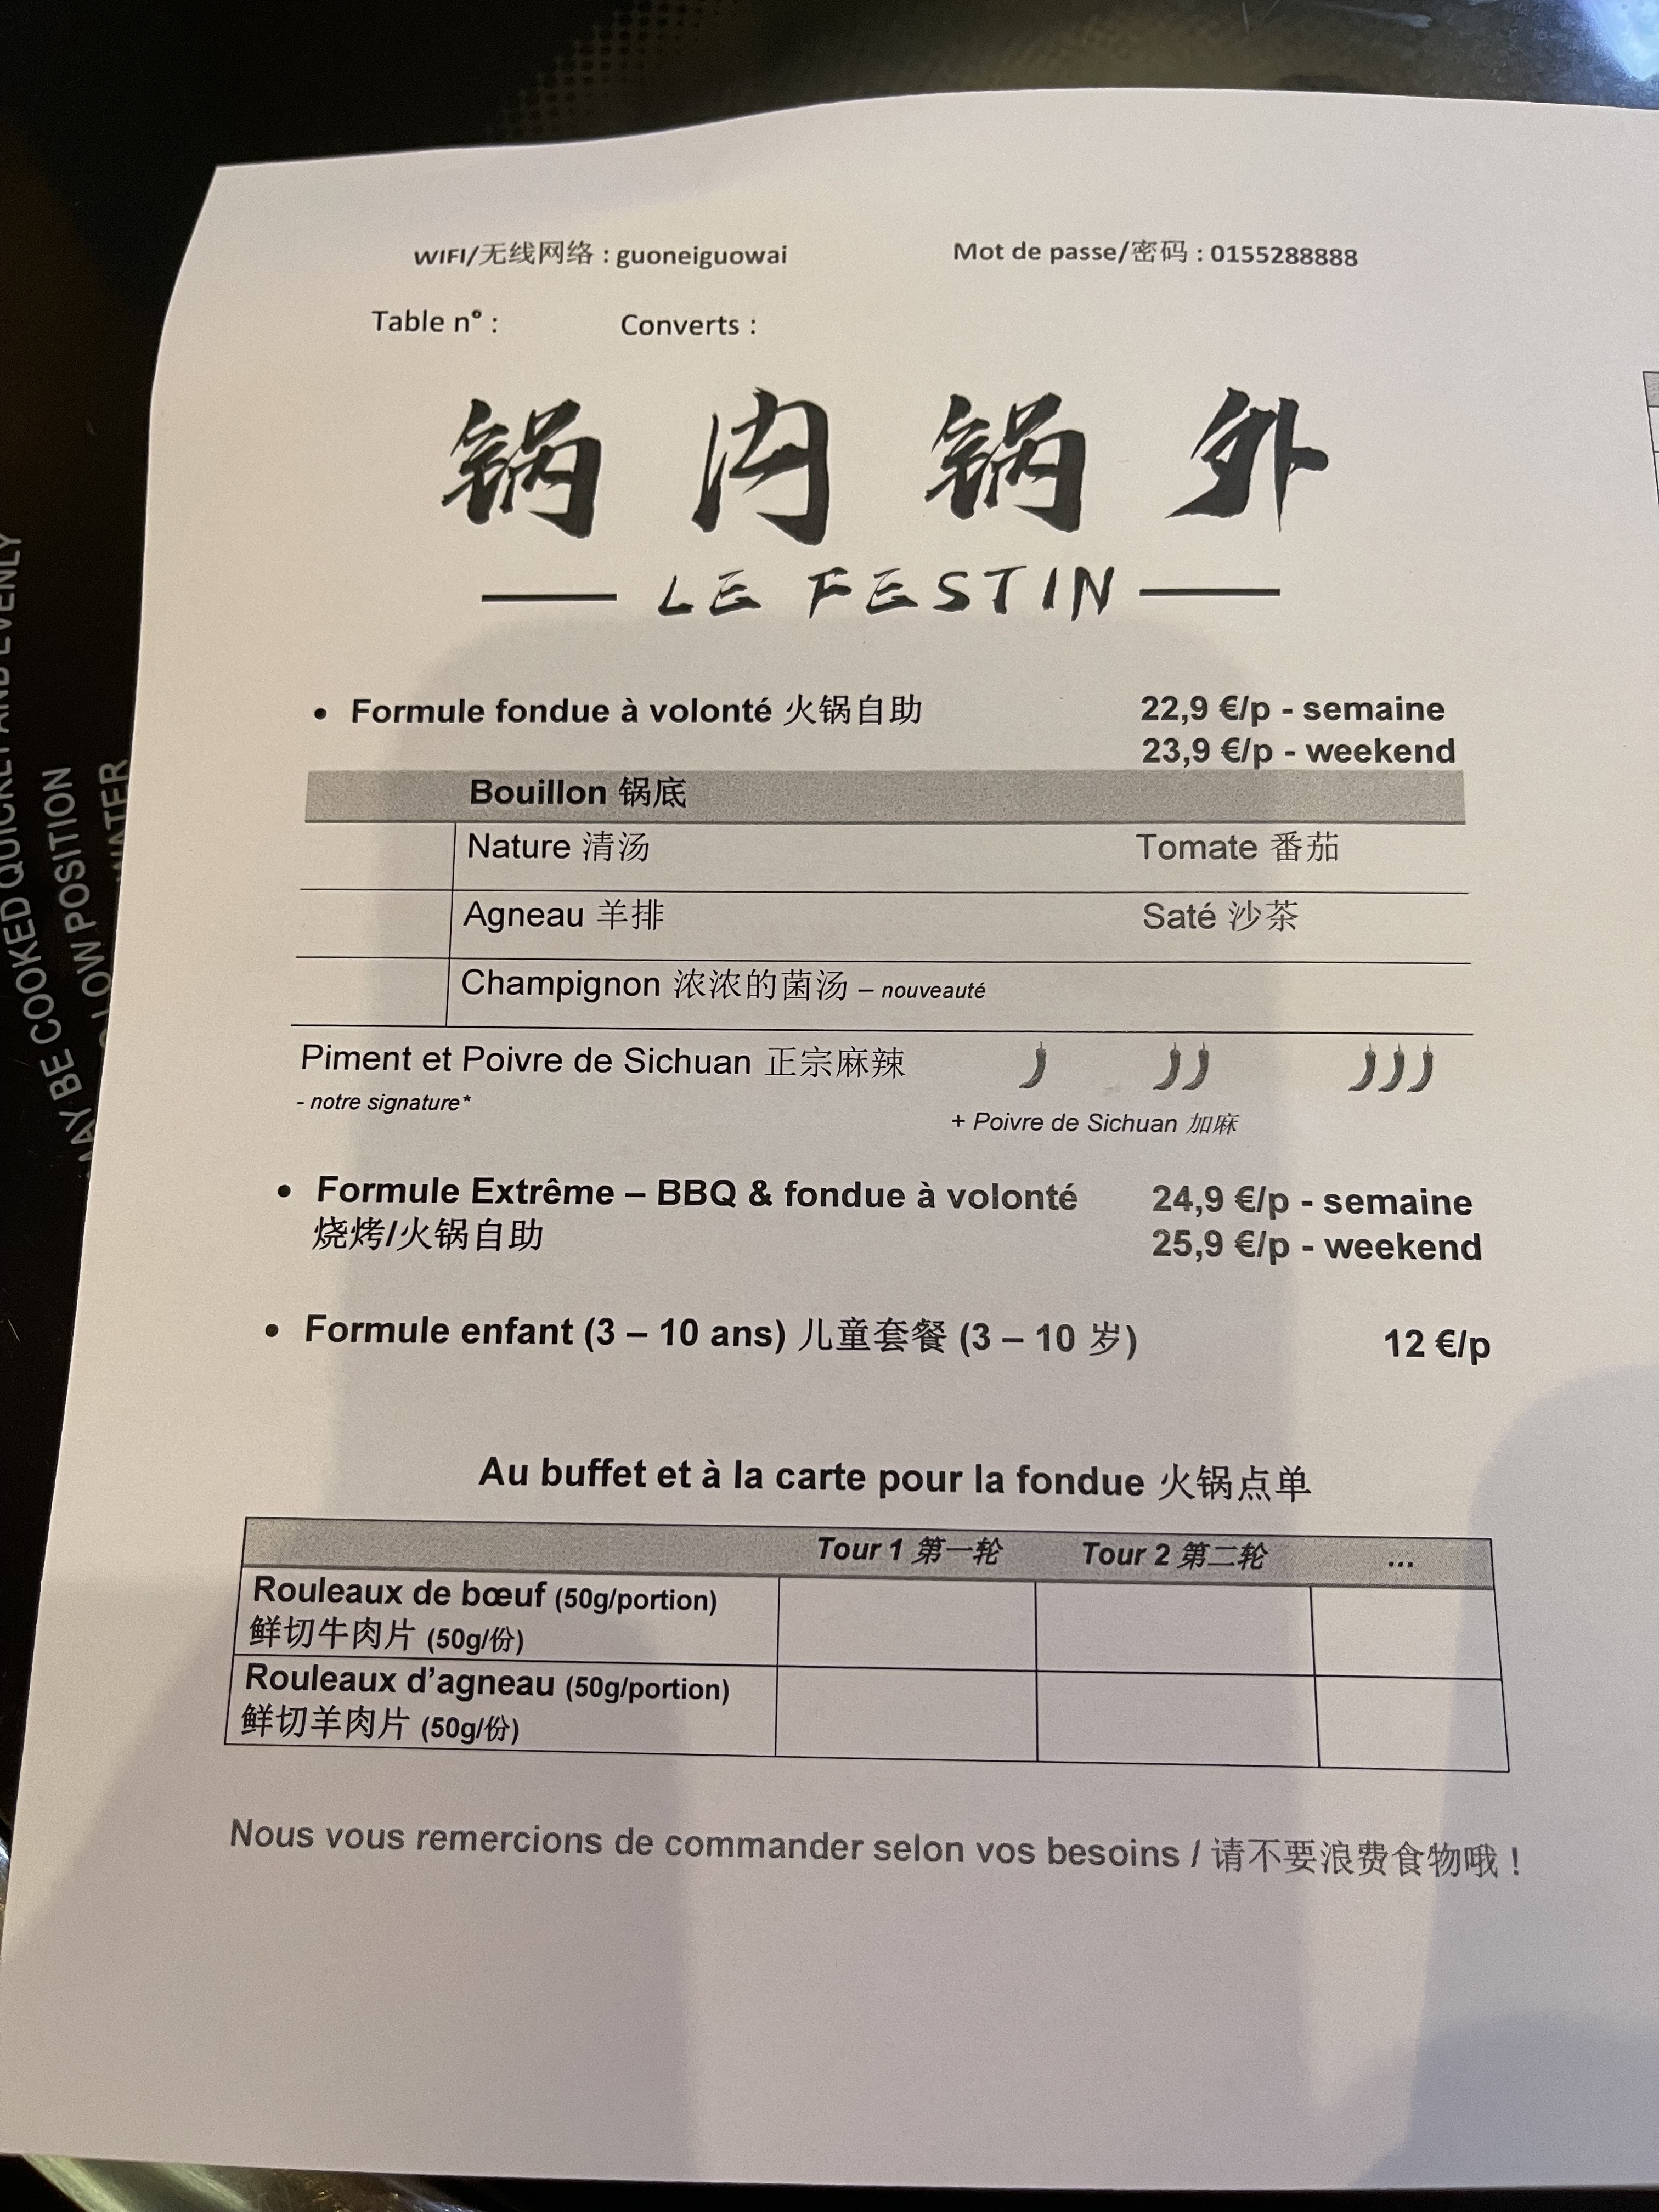 WIFI/无线网络 : guoneiguowai Mot de passe/密码 : 0155288888
Table n° : Converts :
锅内锅外
LE FESTIN
• Formule fondue à volonté 火锅自助 22,9 €/p - semaine
23,9 €/p - weekend
Bouillon 锅底
Nature 清汤 Tomate 番茄
Agneau 羊排 Saté 沙茶
Champignon 浓浓的菌汤 – nouveauté
Piment et Poivre de Sichuan 正宗麻辣
- notre signature*
+ Poivre de Sichuan 加麻
• Formule Extrême – BBQ & fondue à volonté 24,9 €/p - semaine
烧烤/火锅自助 25,9 €/p - weekend
• Formule enfant (3 – 10 ans) 儿童套餐 (3 – 10 岁) 12 €/p
Au buffet et à la carte pour la fondue 火锅点单
Tour 1 第一轮 Tour 2 第二轮 ...
Rouleaux de bœuf (50g/portion)
鲜切牛肉片 (50g/份)
Rouleaux d’agneau (50g/portion)
鲜切羊肉片 (50g/份)
Nous vous remercions de commander selon vos besoins / 请不要浪费食物哦 !
BE COOKED QUICKLY AND EVENLY
LOW POSITION
WATER